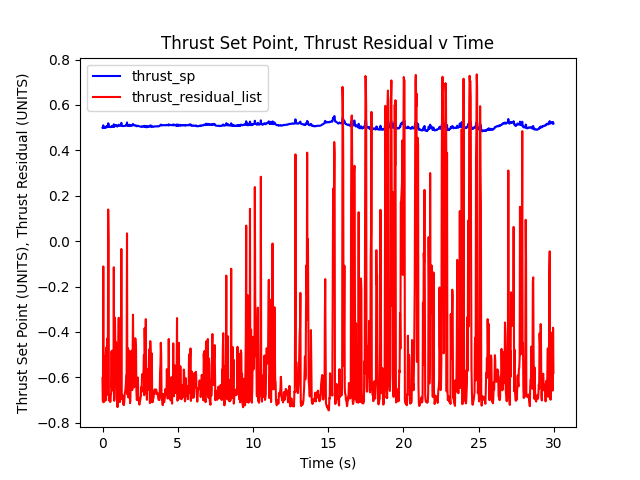 Thrust Set Point, Thrust Residual v Time
thrust_sp
thrust_residual_list
Thrust Set Point (UNITS), Thrust Residual (UNITS)
0.8
0.6
0.4
0.2
0.0
−0.2
−0.4
−0.6
−0.8
0 5 10 15 20 25 30
Time (s)